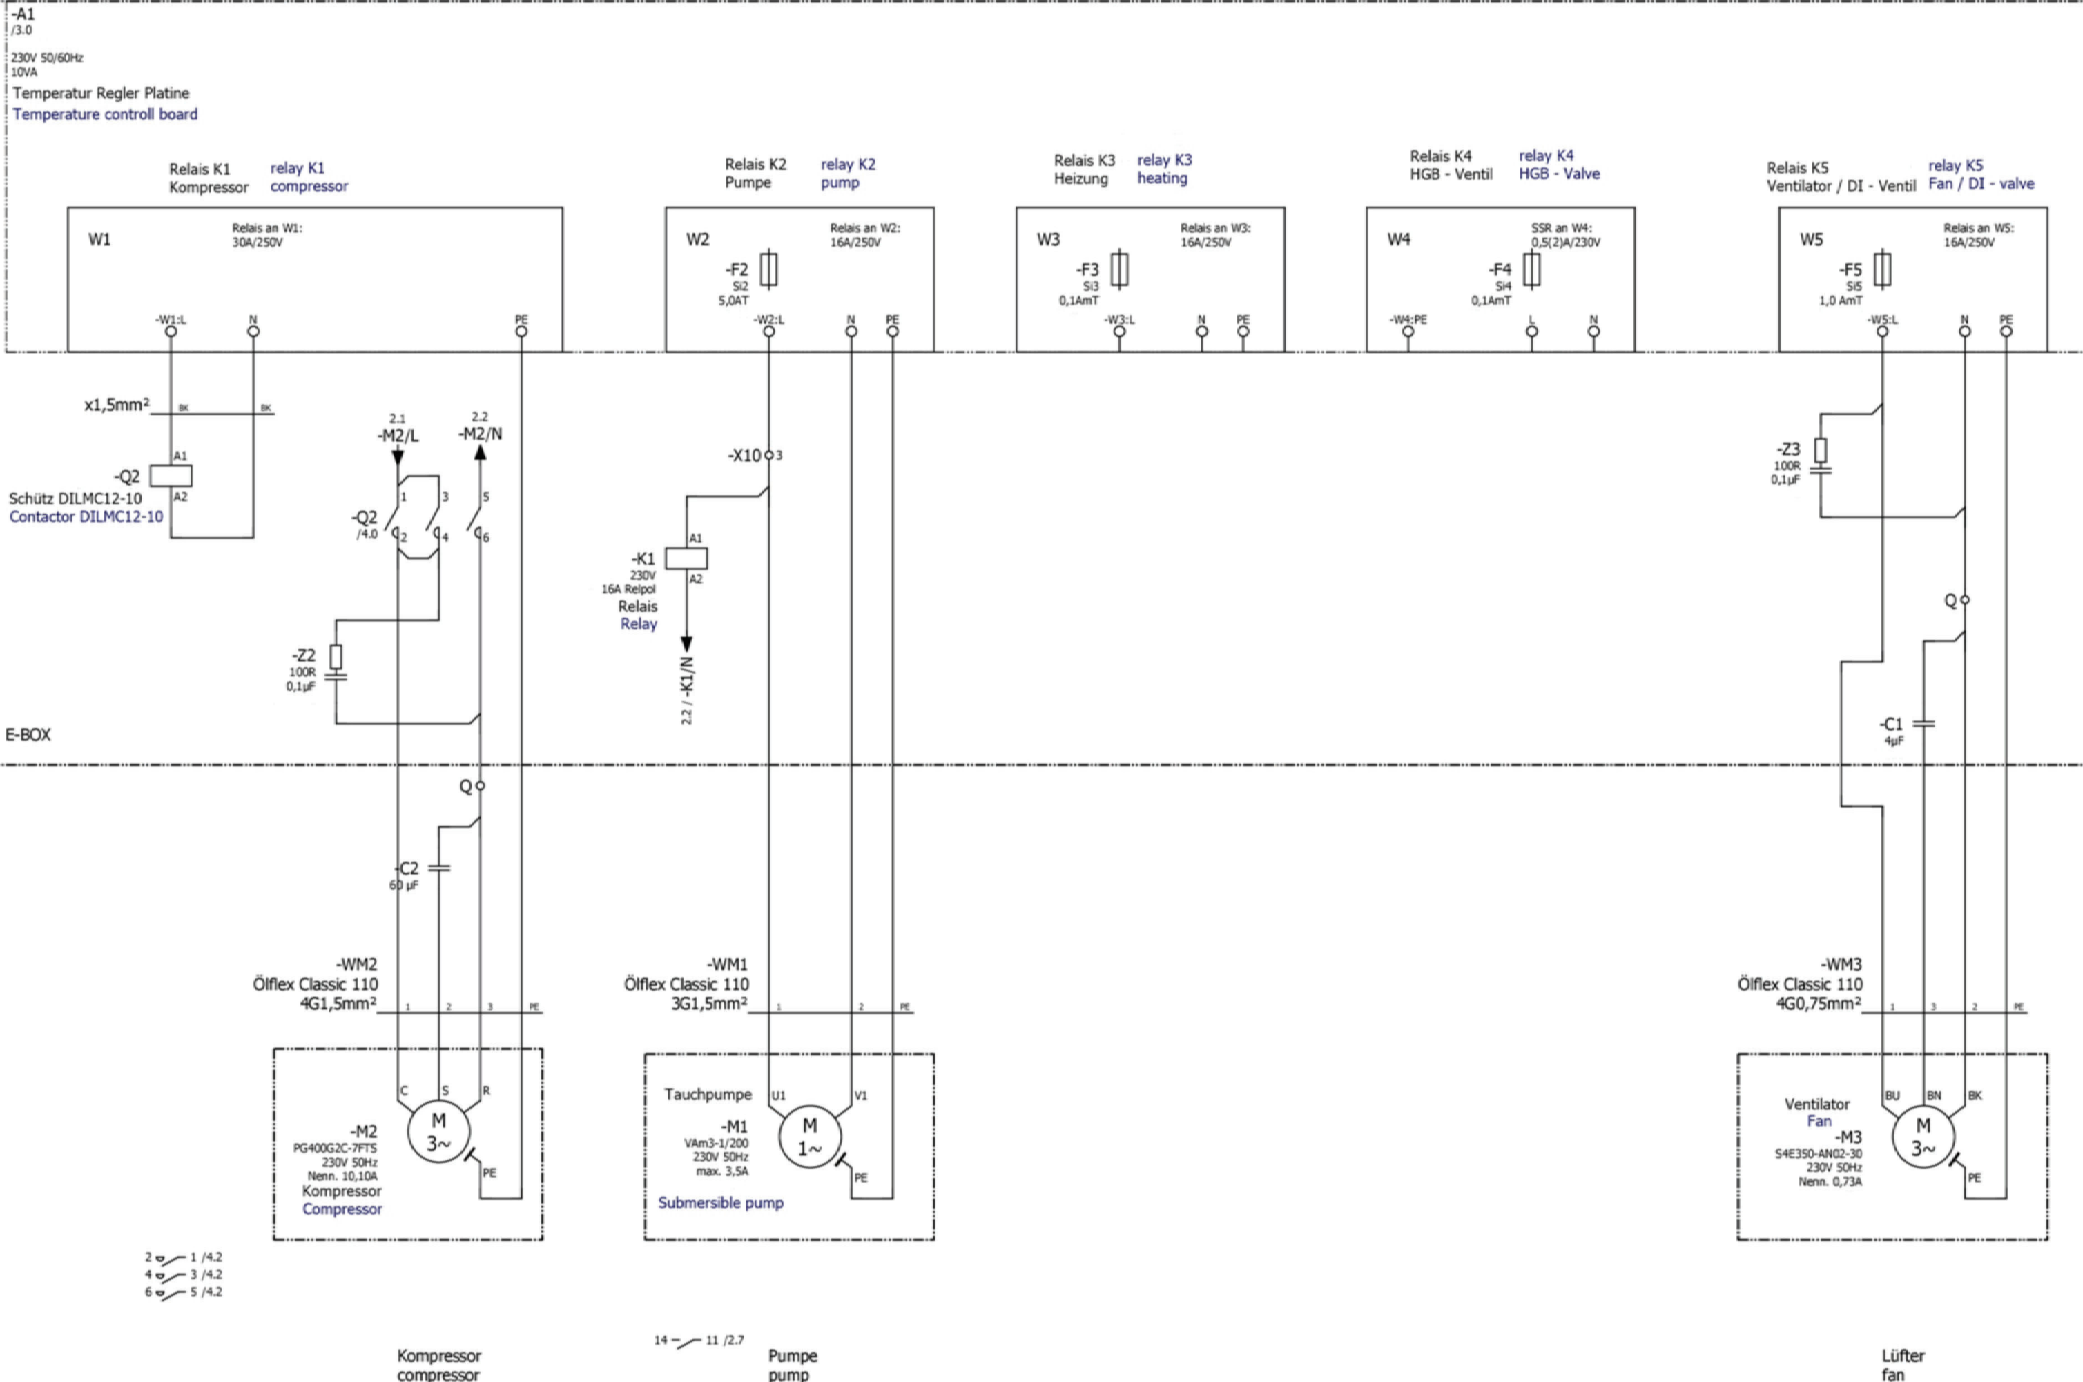 -A1
/3.0
230V 50/60Hz
10VA
Temperatur Regler Platine
Temperature controll board
Relais K1
Kompressor
relay K1
compressor
Relais K2
Pumpe
relay K2
pump
Relais K3
Heizung
relay K3
heating
Relais K4
HGB - Ventil
relay K4
HGB - Valve
Relais K5
Ventilator / DI - Ventil
relay K5
Fan / DI - valve
W1
Relais an W1:
30A/250V
-W1:L
N
PE
W2
Relais an W2:
16A/250V
-F2
Si2
5,0AT
-W2:L
N
PE
W3
Relais an W3:
16A/250V
-F3
Si3
0,1AmT
-W3:L
N
PE
W4
SSR an W4:
0,5(2)A/230V
-F4
Si4
0,1AmT
-W4:PE
L
N
W5
Relais an W5:
16A/250V
-F5
Si5
1,0 AmT
-W5:L
N
PE
x1,5mm²
BK
BK
A1
-Q2
A2
Schütz DILMC12-10
Contactor DILMC12-10
2.1
-M2/L
2.2
-M2/N
1
3
5
-Q2
/4.0
2
4
6
-Z2
100R
0,1µF
-X10
3
A1
-K1
230V
16A Relpol
A2
Relais
Relay
2.2 / -K1/N
-Z3
100R
0,1µF
Q
-C1
4µF
E-BOX
Q
-C2
60 µF
-WM2
Ölflex Classic 110
4G1,5mm²
1
2
3
PE
-WM1
Ölflex Classic 110
3G1,5mm²
1
2
PE
-WM3
Ölflex Classic 110
4G0,75mm²
1
3
2
PE
C
S
R
M
3~
-M2
PG400G2C-7FTS
230V 50Hz
Nenn. 10,10A
Kompressor
Compressor
PE
Tauchpumpe
U1
V1
M
1~
-M1
VAm3-1/200
230V 50Hz
max. 3,5A
PE
Submersible pump
BU
BN
BK
Ventilator
Fan
M
3~
-M3
S4E350-AN02-30
230V 50Hz
Nenn. 0,73A
PE
2 1 /4.2
4 3 /4.2
6 5 /4.2
14 11 /2.7
Kompressor
compressor
Pumpe
pump
Lüfter
fan